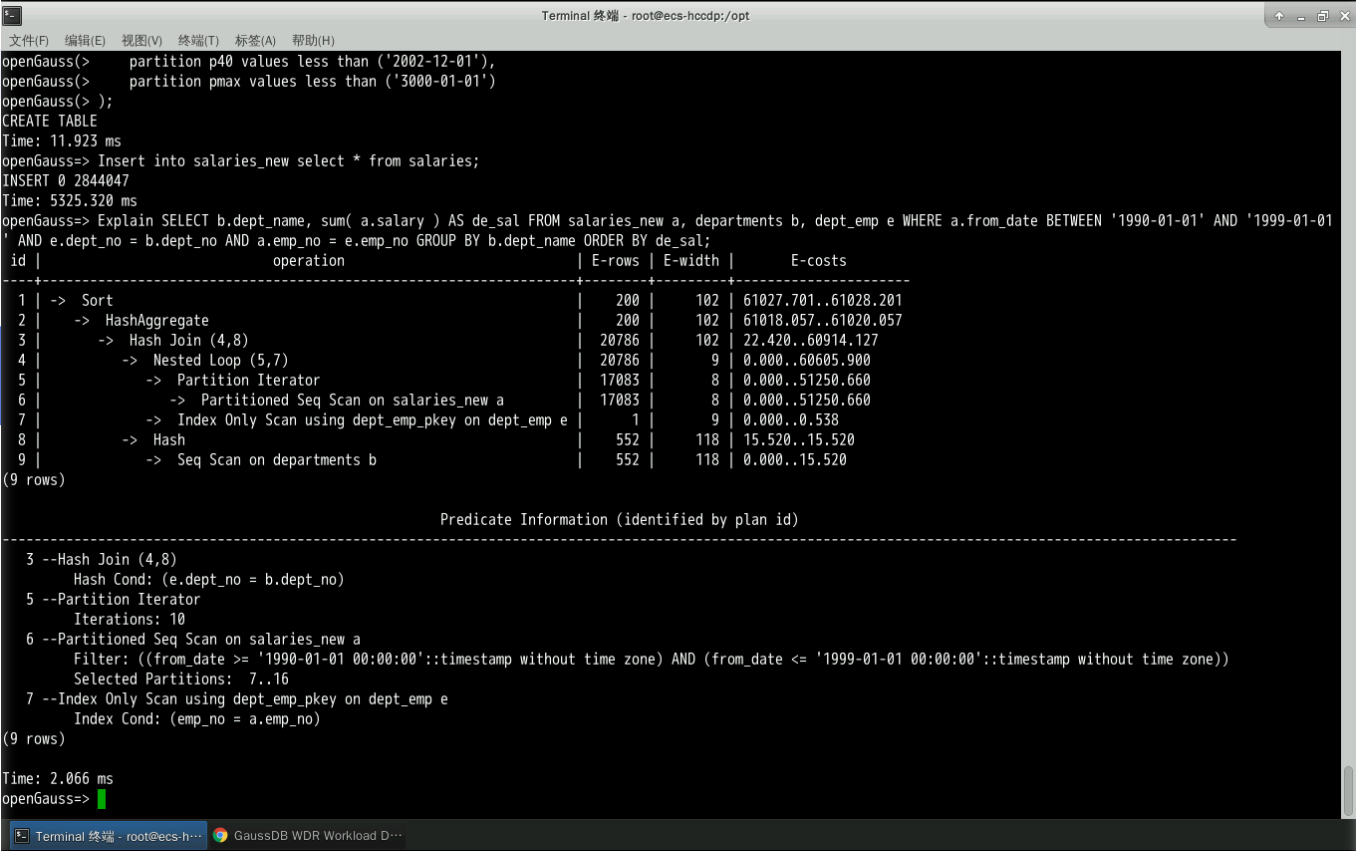 Terminal 终端 - root@ecs-hccdp:/opt
文件(F) 编辑(E) 视图(V) 终端(T) 标签(A) 帮助(H)
openGauss(>     partition p40 values less than ('2002-12-01'),
openGauss(>     partition pmax values less than ('3000-01-01')
openGauss(> );
CREATE TABLE
Time: 11.923 ms
openGauss=> Insert into salaries_new select * from salaries;
INSERT 0 2844047
Time: 5325.320 ms
openGauss=> Explain SELECT b.dept_name, sum( a.salary ) AS de_sal FROM salaries_new a, departments b, dept_emp e WHERE a.from_date BETWEEN '1990-01-01' AND '1999-01-01
' AND e.dept_no = b.dept_no AND a.emp_no = e.emp_no GROUP BY b.dept_name ORDER BY de_sal;
 id |                             operation                             | E-rows | E-width |       E-costs
----+-------------------------------------------------------------------+--------+---------+----------------------
  1 | ->  Sort                                                          |    200 |     102 | 61027.701..61028.201
  2 |    ->  HashAggregate                                              |    200 |     102 | 61018.057..61020.057
  3 |       ->  Hash Join (4,8)                                         |  20786 |     102 | 22.420..60914.127
  4 |          ->  Nested Loop (5,7)                                    |  20786 |       9 | 0.000..60605.900
  5 |             ->  Partition Iterator                                |  17083 |       8 | 0.000..51250.660
  6 |                ->  Partitioned Seq Scan on salaries_new a         |  17083 |       8 | 0.000..51250.660
  7 |             ->  Index Only Scan using dept_emp_pkey on dept_emp e |      1 |       9 | 0.000..0.538
  8 |          ->  Hash                                                 |    552 |     118 | 15.520..15.520
  9 |             ->  Seq Scan on departments b                         |    552 |     118 | 0.000..15.520
(9 rows)
Predicate Information (identified by plan id)
-----------------------------------------------------------------------------------------------------------------------------------------------------------
   3 --Hash Join (4,8)
         Hash Cond: (e.dept_no = b.dept_no)
   5 --Partition Iterator
         Iterations: 10
   6 --Partitioned Seq Scan on salaries_new a
         Filter: ((from_date >= '1990-01-01 00:00:00'::timestamp without time zone) AND (from_date <= '1999-01-01 00:00:00'::timestamp without time zone))
         Selected Partitions:  7..16
   7 --Index Only Scan using dept_emp_pkey on dept_emp e
         Index Cond: (emp_no = a.emp_no)
(9 rows)
Time: 2.066 ms
openGauss=>
Terminal 终端 - root@ecs-h··· GaussDB WDR Workload D···